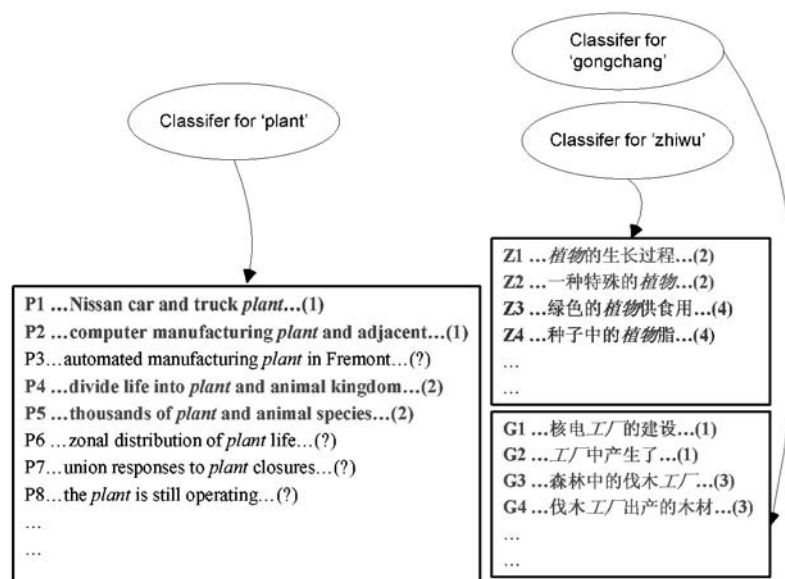 Classifer for
'gongchang'
Classifer for 'plant'
Classifer for 'zhiwu'
P1 …Nissan car and truck plant…(1)
P2 …computer manufacturing plant and adjacent…(1)
P3…automated manufacturing plant in Fremont…(?)
P4 …divide life into plant and animal kingdom…(2)
P5 …thousands of plant and animal species…(2)
P6 …zonal distribution of plant life…(?)
P7…union responses to plant closures…(?)
P8…the plant is still operating…(?)
…
…
Z1 …植物的生长过程…(2)
Z2 …一种特殊的植物…(2)
Z3 …绿色的植物供食用…(4)
Z4 …种子中的植物脂…(4)
…
…
G1 …核电工厂的建设…(1)
G2 …工厂中产生了…(1)
G3 …森林中的伐木工厂…(3)
G4 …伐木工厂出产的木材…(3)
…
…